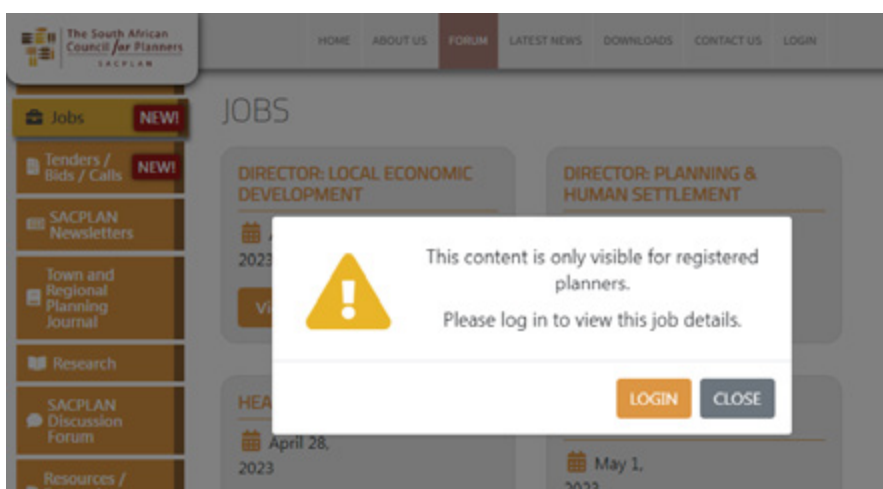 The South African
Council for Planners
SACPLAN
HOME ABOUT US FORUM LATEST NEWS DOWNLOADS CONTACT US LOGIN
Jobs NEW!
Tenders /
Bids / Calls NEW!
SACPLAN
Newsletters
Town and
Regional
Planning
Journal
Research
SACPLAN
Discussion
Forum
Resources /
JOBS
DIRECTOR: LOCAL ECONOMIC
DEVELOPMENT
2023
DIRECTOR: PLANNING &
HUMAN SETTLEMENT
This content is only visible for registered
planners.
Please log in to view this job details.
LOGIN CLOSE
April 28,
2023
May 1,
2023